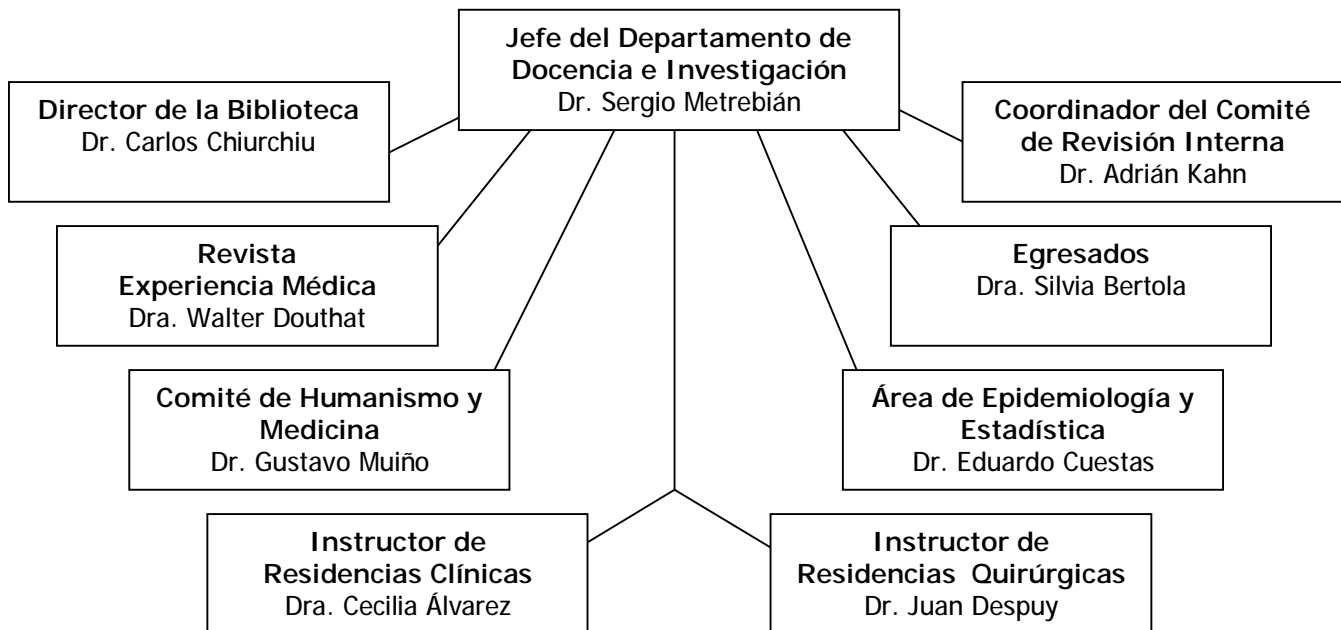 Jefe del Departamento de
Docencia e Investigación
Dr. Sergio Metrebián
Director de la Biblioteca
Dr. Carlos Chiurchiu
Coordinador del Comité
de Revisión Interna
Dr. Adrián Kahn
Revista
Experiencia Médica
Dra. Walter Douthat
Egresados
Dra. Silvia Bertola
Comité de Humanismo y
Medicina
Dr. Gustavo Muiño
Área de Epidemiología y
Estadística
Dr. Eduardo Cuestas
Instructor de
Residencias Clínicas
Dra. Cecilia Álvarez
Instructor de
Residencias Quirúrgicas
Dr. Juan Despuy